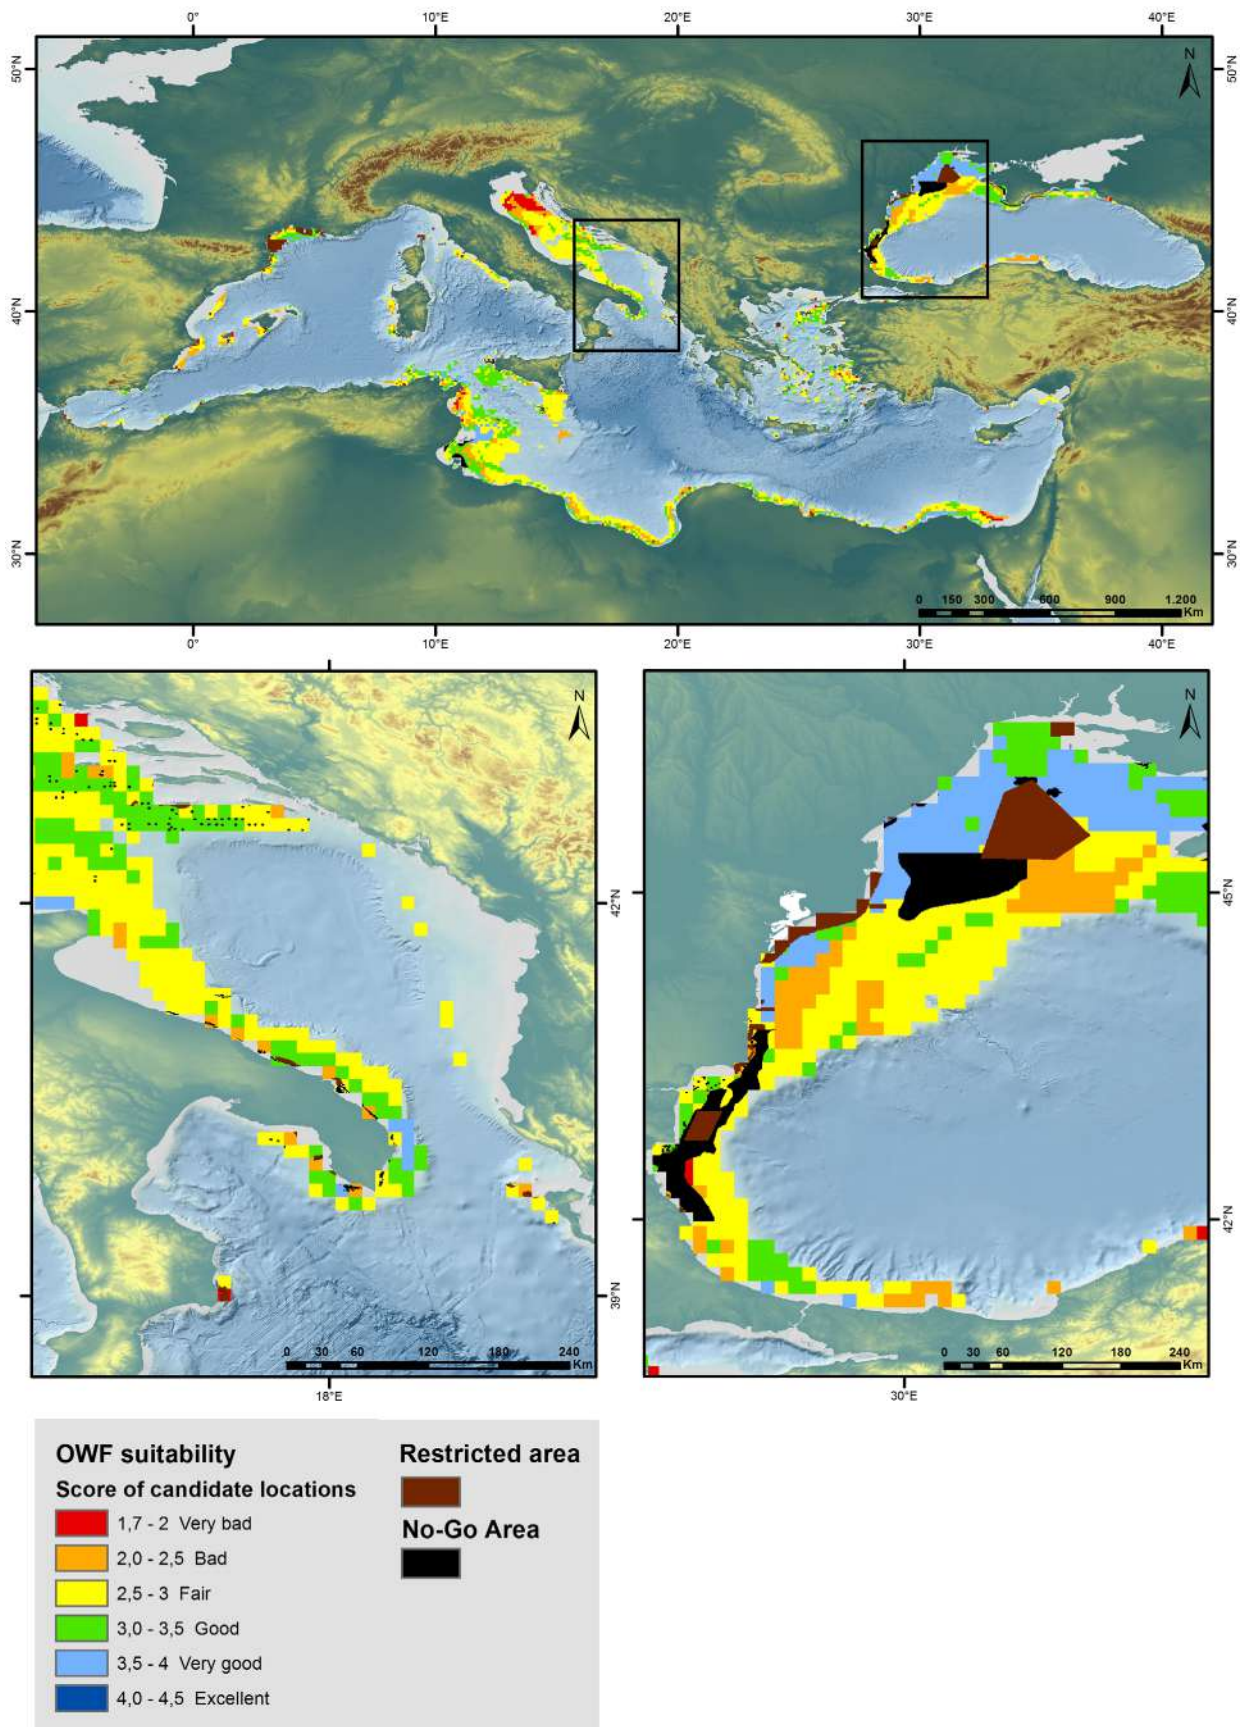 0° 10°E 20°E 30°E 40°E
50°N 50°N
N
40°N 40°N
30°N 30°N
0 150 300 600 900 1.200
Km
0° 10°E 20°E 30°E 40°E
N
42°N
39°N
0 30 60 120 180 240
Km
18°E
N
45°N
42°N
0 30 60 120 180 240
Km
30°E
OWF suitability
Score of candidate locations
1,7 - 2 Very bad
2,0 - 2,5 Bad
2,5 - 3 Fair
3,0 - 3,5 Good
3,5 - 4 Very good
4,0 - 4,5 Excellent
Restricted area
No-Go Area